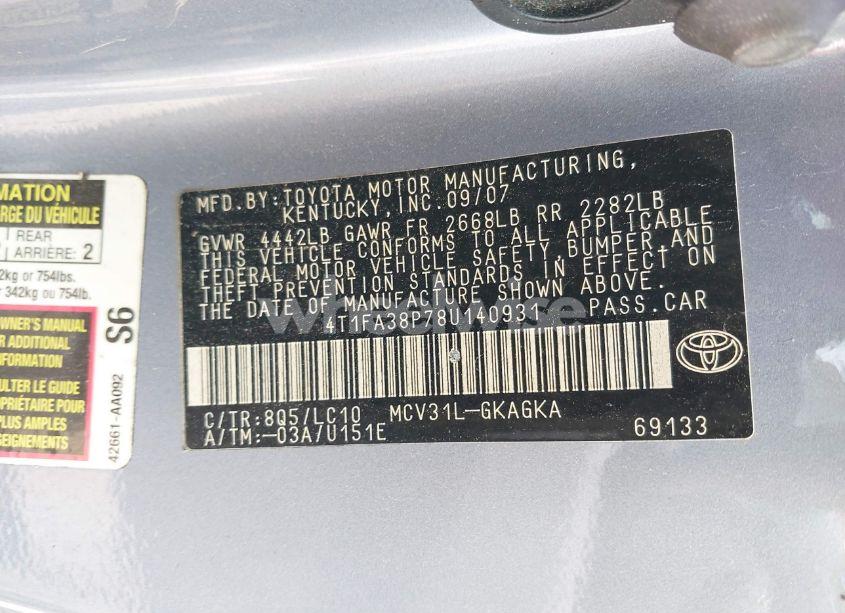 MATION
ARGE DU VÉHICULE
REAR
ARRIÈRE: 2
2kg or 754lbs.
342kg ou 754lb.
OWNER'S MANUAL
ADDITIONAL
INFORMATION
ULTER LE GUIDE
OPRIÉTAIRE POUR
PLUS AMPLES
SEIGNEMENTS
S6
42661-AA092
MFD.BY:TOYOTA MOTOR MANUFACTURING,
KENTUCKY,INC.09/07
GVWR 4442LB GAWR FR 2668LB RR 2282LB
THIS VEHICLE CONFORMS TO ALL APPLICABLE
FEDERAL MOTOR VEHICLE SAFETY,BUMPER,AND
THEFT PREVENTION STANDARDS IN EFFECT ON
THE DATE OF MANUFACTURE SHOWN ABOVE.
4T1FA38P78U140931 PASS.CAR
C/TR:8Q5/LC10 MCV31L-GKAGKA
A/TM:-03A/U151E
69133